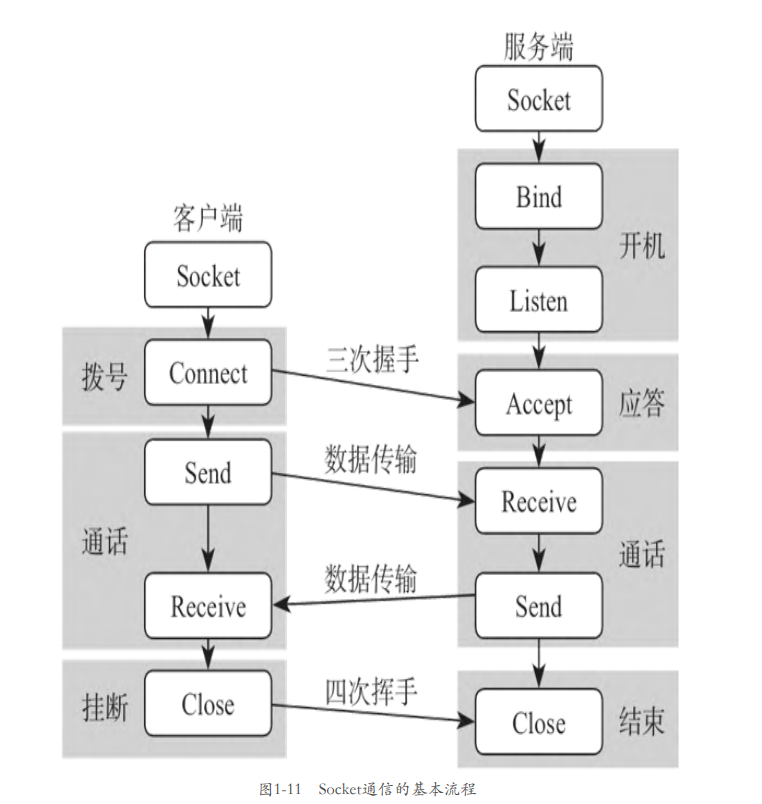 服务端
Socket
Bind
开机
客户端
Socket
Listen
三次握手
拨号
Connect
Accept
应答
数据传输
Send
Receive
通话
通话
数据传输
Receive
Send
四次挥手
挂断
Close
Close
结束
图1-11 Socket通信的基本流程